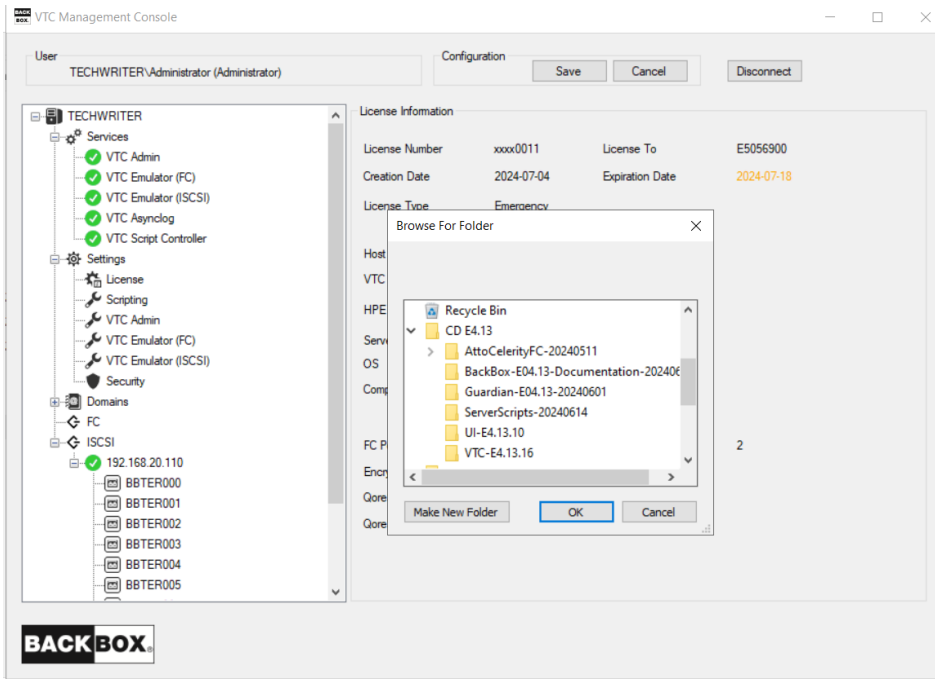 BACK BOX VTC Management Console
User
TECHWRITER\Administrator (Administrator)
Configuration
Save Cancel
Disconnect
TECHWRITER
Services
VTC Admin
VTC Emulator (FC)
VTC Emulator (ISCSI)
VTC Asynclog
VTC Script Controller
Settings
License
Scripting
VTC Admin
VTC Emulator (FC)
VTC Emulator (ISCSI)
Security
Domains
FC
ISCSI
192.168.20.110
BBTER000
BBTER001
BBTER002
BBTER003
BBTER004
BBTER005
License Information
License Number xxxx0011 License To E5056900
Creation Date 2024-07-04 Expiration Date 2024-07-18
License Type Emergency
Host
VTC
HPE
Serve
OS
Comp
FC P 2
Encry
Qore
Qore
Browse For Folder
Recycle Bin
CD E4.13
AttoCelerityFC-20240511
BackBox-E04.13-Documentation-202406
Guardian-E04.13-20240601
ServerScripts-20240614
UI-E4.13.10
VTC-E4.13.16
Make New Folder OK Cancel
BACKBOX®